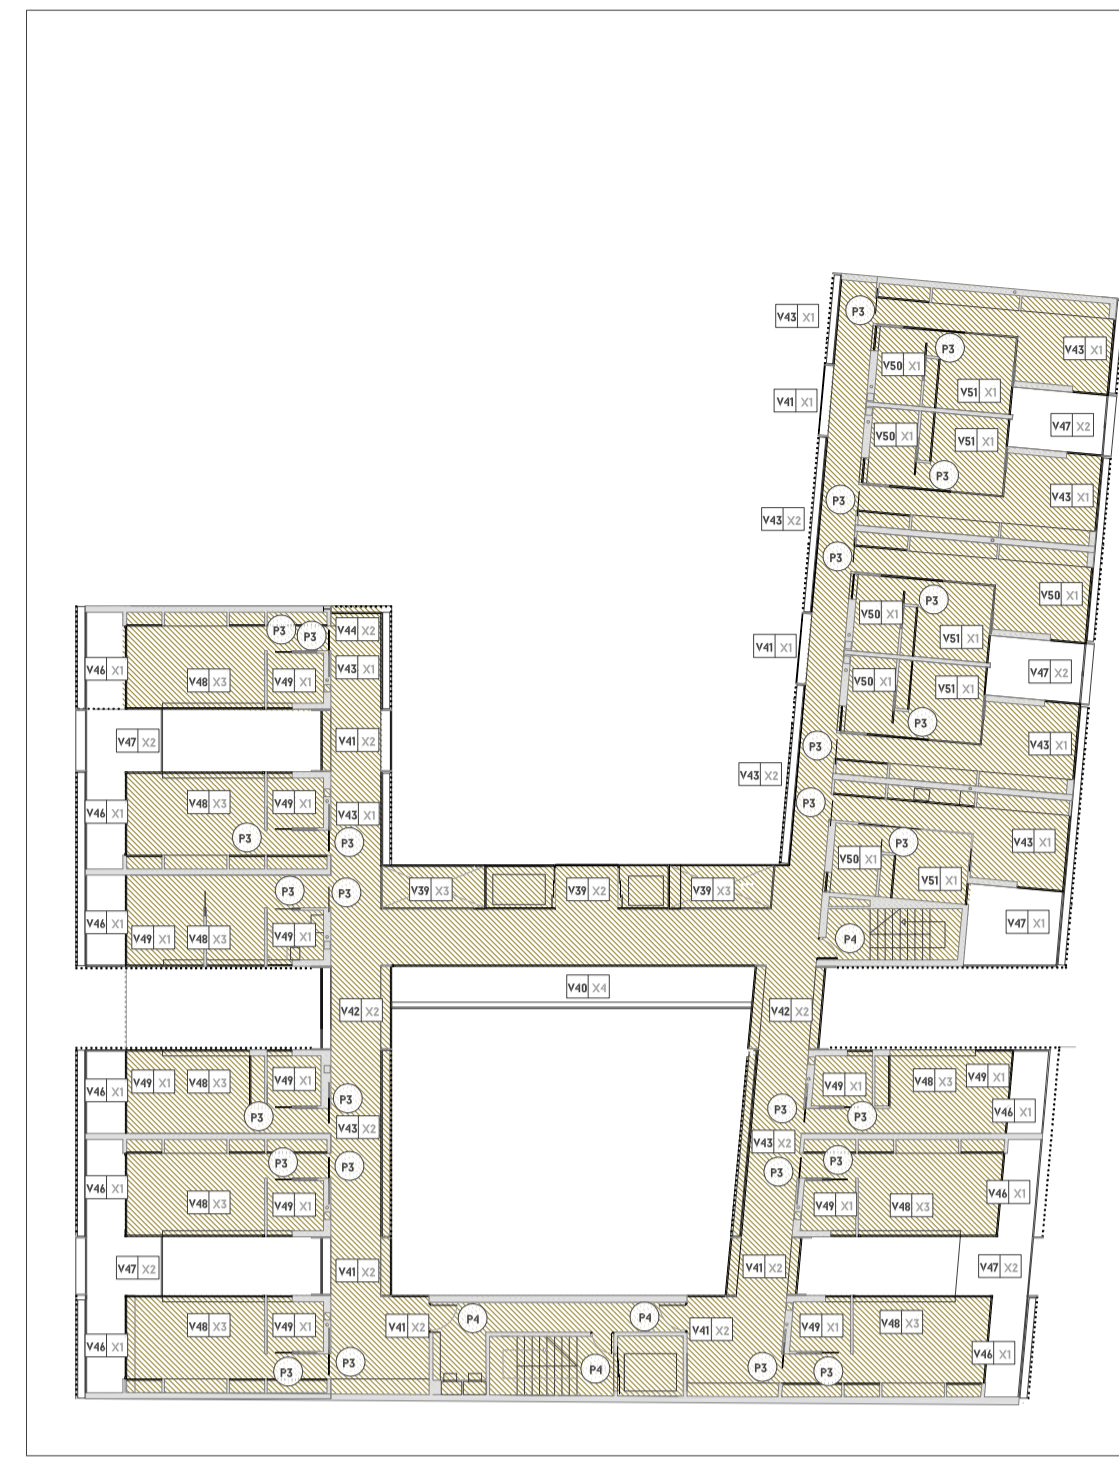 V43 X1
P3
P3
V43 X1
V50 X1
V51 X1
V41 X1
V47 X2
V50 X1
V51 X1
P3
V43 X1
P3
V43 X2
P3
V50 X1
P3
V50 X1
V44 X2
P3
P3
V51 X1
V41 X1
V46 X1
V43 X1
V47 X2
V48 X3
V49 X1
V50 X1
V51 X1
P3
V47 X2
V41 X2
P3
V43 X1
V43 X2
V48 X3
V49 X1
P3
V46 X1
V43 X1
P3
P3
P3
V43 X1
V50 X1
V51 X1
P3
P3
V39 X3
V39 X2
V39 X3
V46 X1
V47 X1
V49 X1
V48 X3
V49 X1
P4
V40 X4
V42 X2
V42 X2
V46 X1
V49 X1
V48 X3
V49 X1
V49 X1
V48 X3
V49 X1
P3
P3
V46 X1
P3
P3
V43 X2
V43 X2
P3
P3
P3
P3
V46 X1
V46 X1
V48 X3
V49 X1
V49 X1
V48 X3
V47 X2
V41 X2
V41 X2
V47 X2
P4
P4
V48 X3
V49 X1
V41 X2
V41 X2
V49 X1
V48 X3
V46 X1
V46 X1
P3
P3
P4
P3
P3